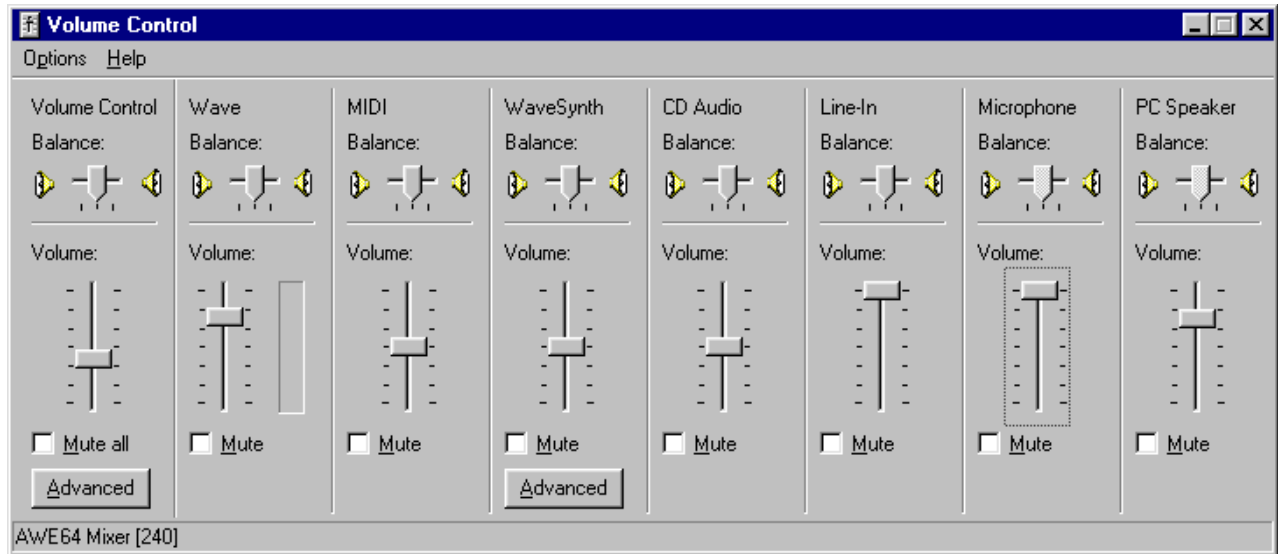 Volume Control
Options Help
Volume Control Wave MIDI WaveSynth CD Audio Line-In Microphone PC Speaker
Balance: Balance: Balance: Balance: Balance: Balance: Balance: Balance:
Volume: Volume: Volume: Volume: Volume: Volume: Volume: Volume:
Mute all Mute Mute Mute Mute Mute Mute Mute
Advanced Advanced
AWE64 Mixer [240]